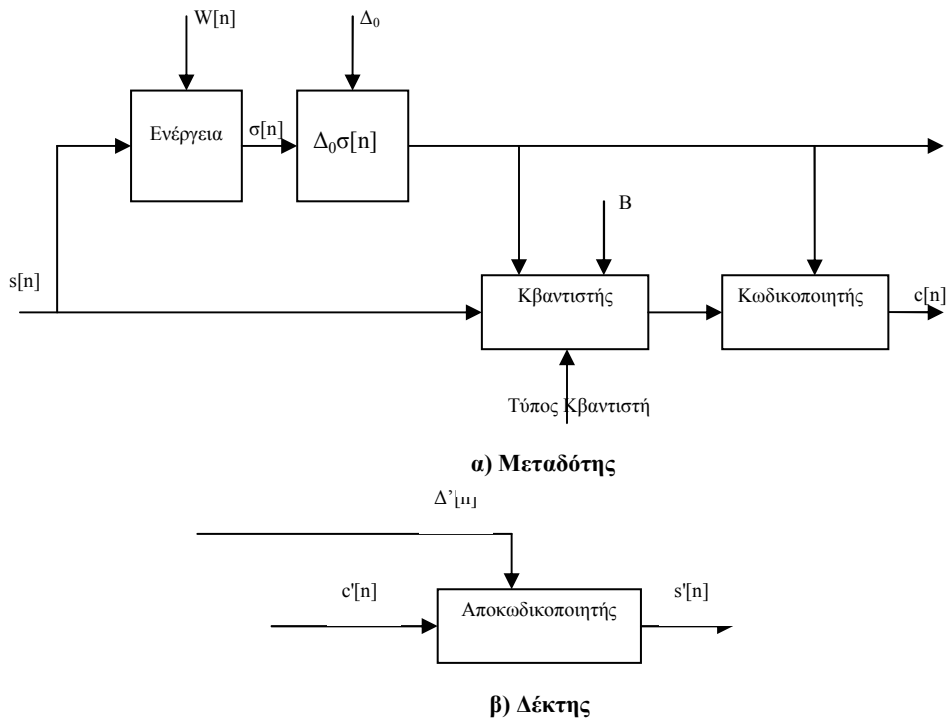 W[n]
Δ₀
Ενέργεια
σ[n]
Δ₀σ[n]
B
s[n]
Κβαντιστής
Κωδικοποιητής
c[n]
Τύπος Κβαντιστή
α) Μεταδότης
Δ’[n]
c'[n]
Αποκωδικοποιητής
s'[n]
β) Δέκτης